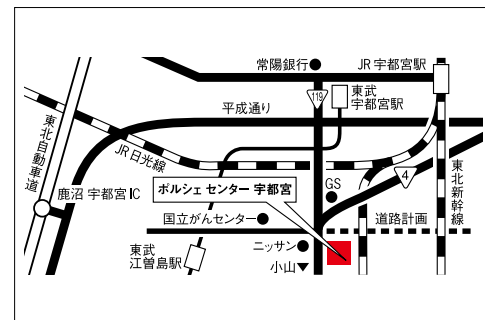 常陽銀行
JR宇都宮駅
119
東武
宇都宮駅
平成通り
東北自動車道
JR日光線
4
東北新幹線
鹿沼 宇都宮IC
ポルシェ センター 宇都宮
GS
国立がんセンター
道路計画
ニッサン
東武
江曽島駅
小山